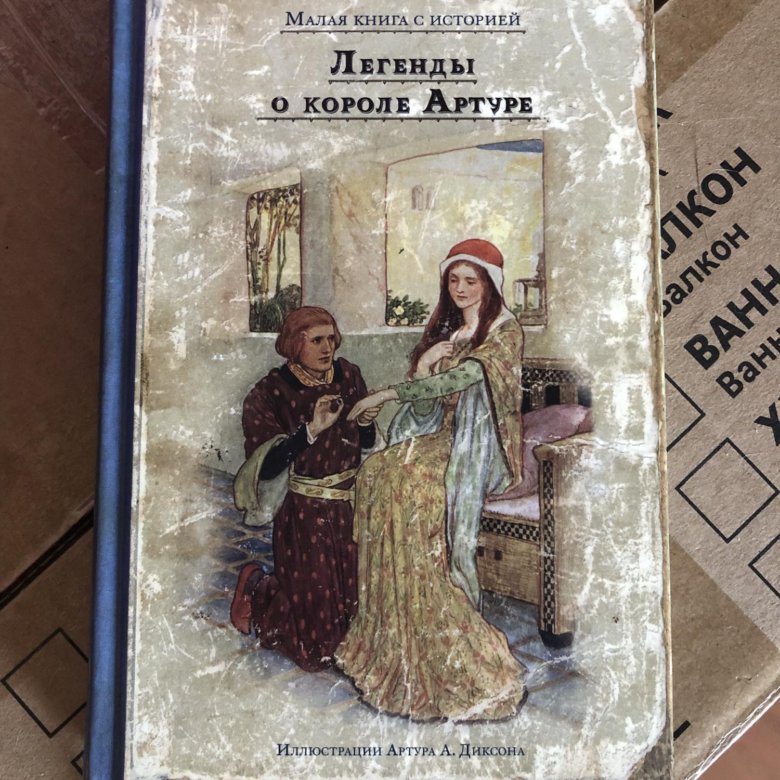 Малая книга с историей
Легенды
о короле Артуре
Иллюстрации Артура А. Диксона
АЛКОН
Балкон
ВАНН
Ванн
Х